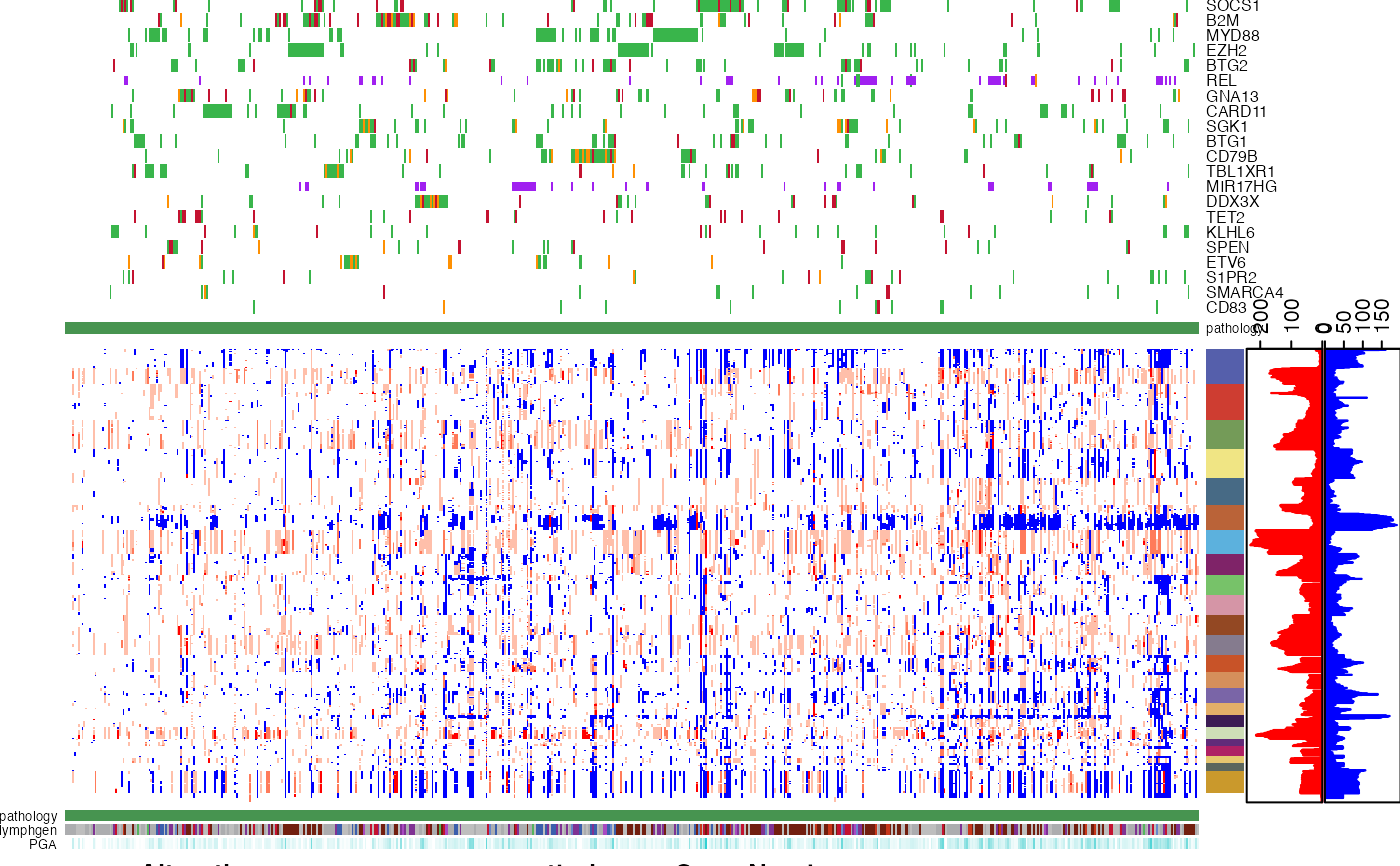 SOCS1
B2M
MYD88
EZH2
BTG2
REL
GNA13
CARD11
SGK1
BTG1
CD79B
TBL1XR1
MIR17HG
DDX3X
TET2
KLHL6
SPEN
ETV6
S1PR2
SMARCA4
CD83
pathology
200 100 0 0 50 100 150
pathology
lymphgen
PGA